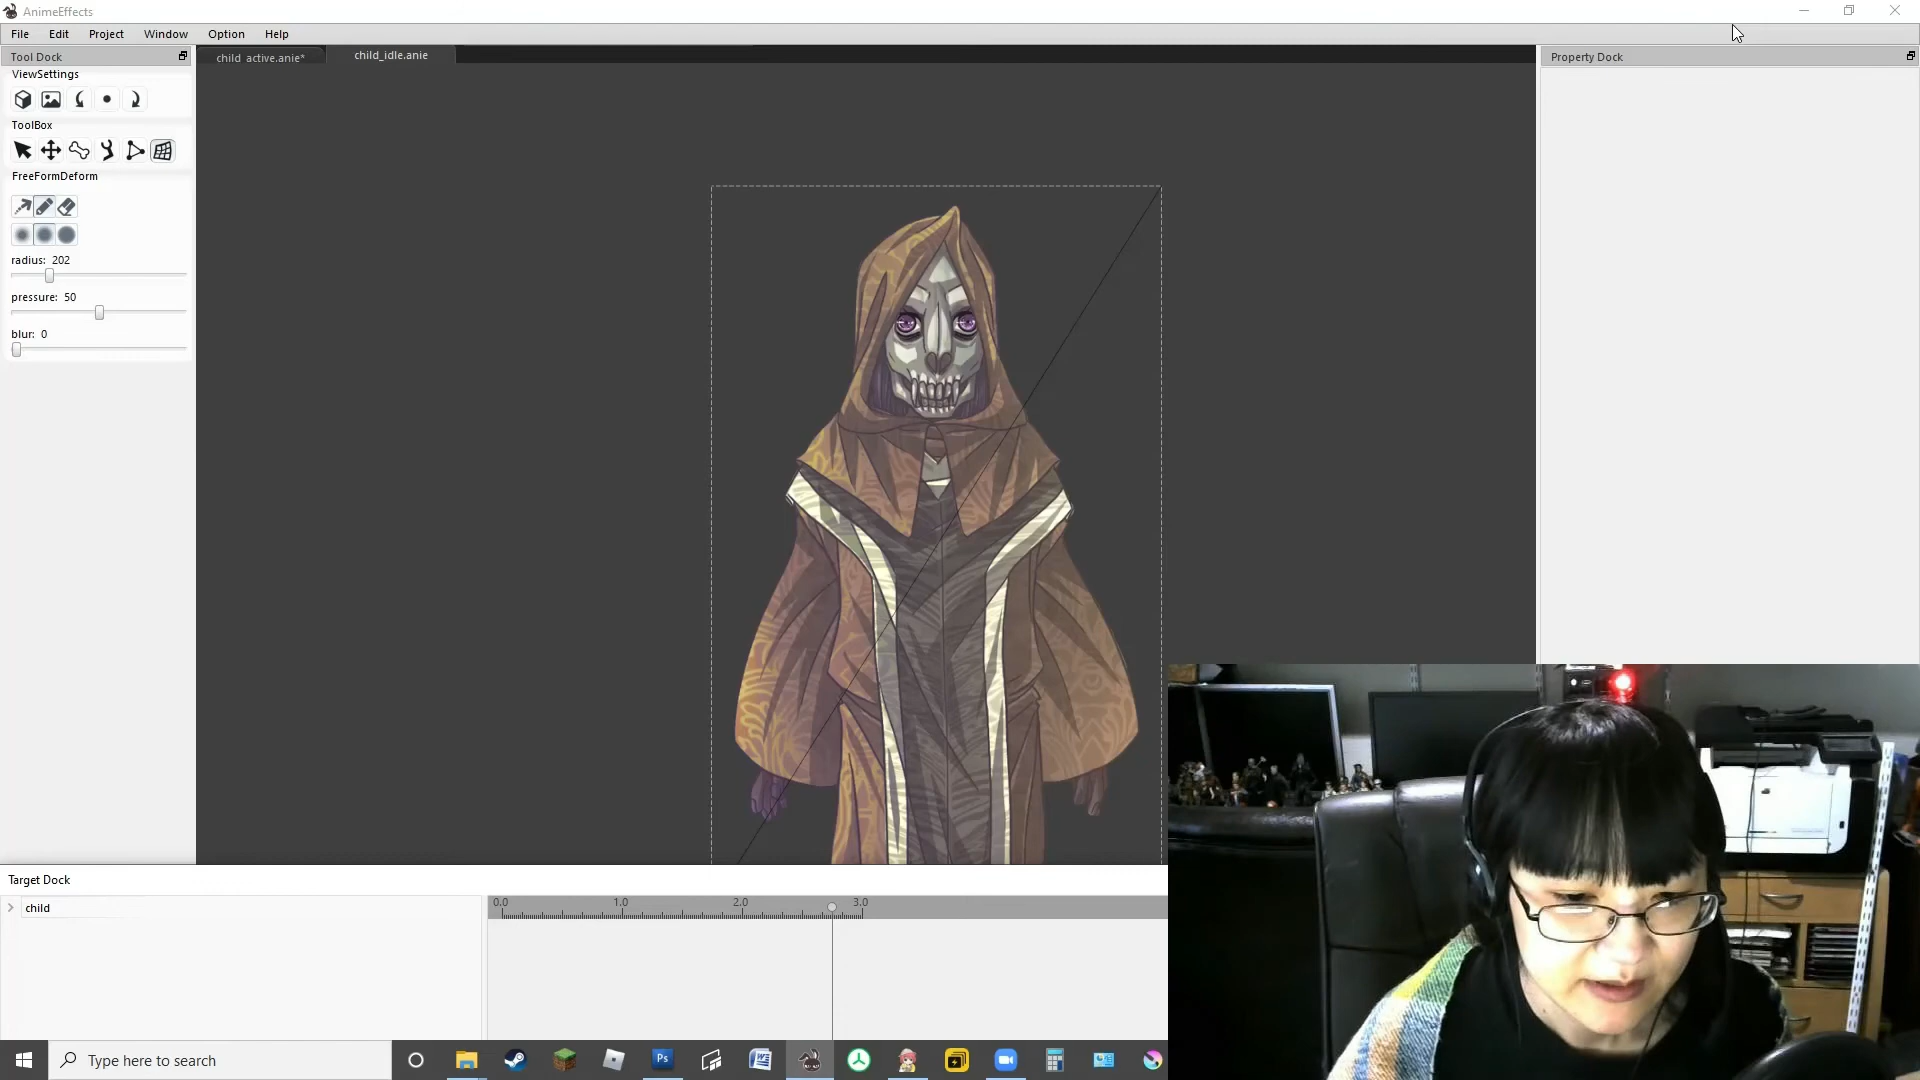 AnimeEffects
File Edit Project Window Option Help
Tool Dock
child_active.anie*
child_idle.anie
Property Dock
ViewSettings
ToolBox
FreeFormDeform
radius: 202
pressure: 50
blur: 0
Target Dock
child
0.0 1.0 2.0 3.0
Type here to search
Ps
W